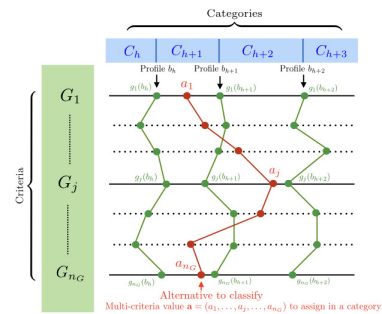 Categories
C_h C_{h+1} C_{h+2} C_{h+3}
Profile b_h Profile b_{h+1} Profile b_{h+2}
G_1 g_1(b_h) a_1 g_1(b_{h+1}) g_1(b_{h+2})
Criteria
G_j g_j(b_h) g_j(b_{h+1}) a_j g_j(b_{h+2})
G_{n_G} g_{n_G}(b_h) a_{n_G} g_{n_G}(b_{h+1}) g_{n_G}(b_{h+2})
Alternative to classify
Multi-criteria value a = (a_1, . . . , a_j, . . . , a_{n_G}) to assign in a category